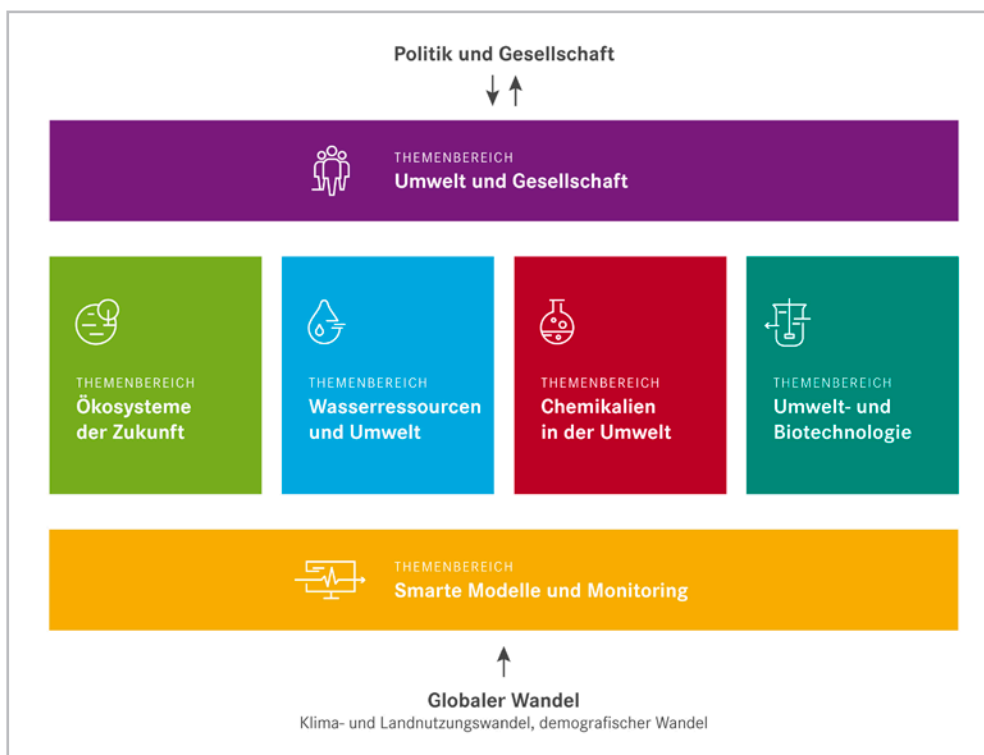 Politik und Gesellschaft
THEMENBEREICH
Umwelt und Gesellschaft
THEMENBEREICH
Ökosysteme
der Zukunft
THEMENBEREICH
Wasserressourcen
und Umwelt
THEMENBEREICH
Chemikalien
in der Umwelt
THEMENBEREICH
Umwelt- und
Biotechnologie
THEMENBEREICH
Smarte Modelle und Monitoring
Globaler Wandel
Klima- und Landnutzungswandel, demografischer Wandel